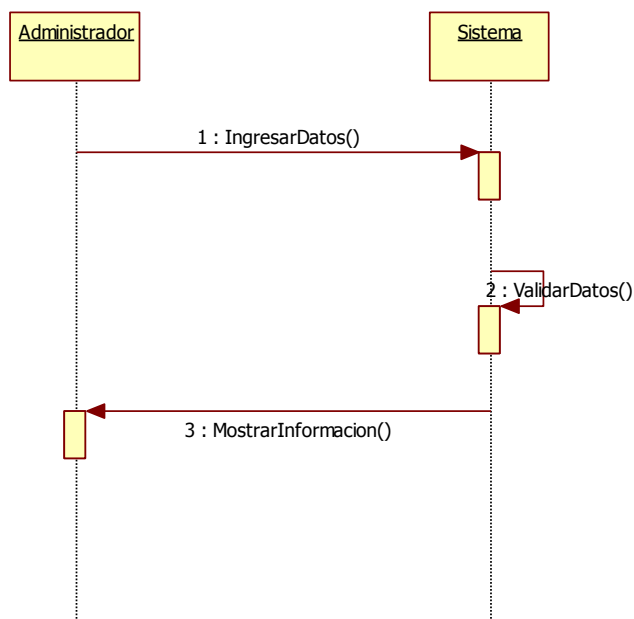 Administrador
Sistema
1 : IngresarDatos()
2 : ValidarDatos()
3 : MostrarInformacion()